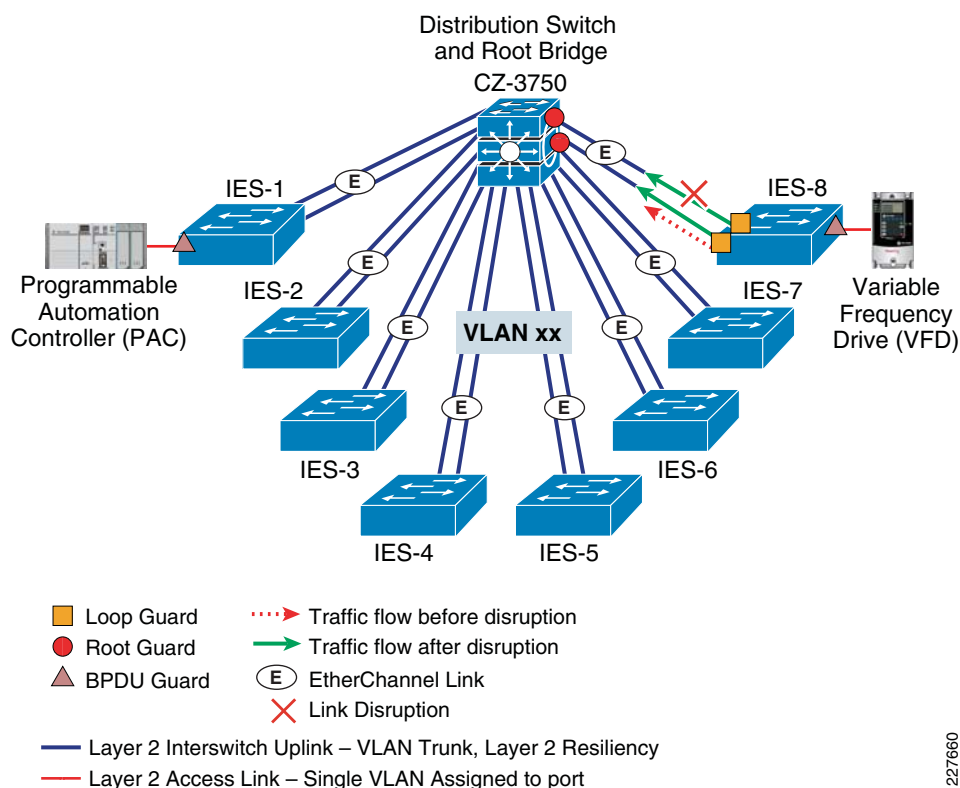 Distribution Switch
and Root Bridge
CZ-3750
E
E
IES-1
IES-8
Programmable
Automation
Controller (PAC)
IES-2
E
E
IES-7
Variable
Frequency
Drive (VFD)
E
VLAN xx
E
IES-3
E
E
IES-6
IES-4
IES-5
Loop Guard
Traffic flow before disruption
Root Guard
Traffic flow after disruption
BPDU Guard
E EtherChannel Link
Link Disruption
Layer 2 Interswitch Uplink – VLAN Trunk, Layer 2 Resiliency
Layer 2 Access Link – Single VLAN Assigned to port
227660